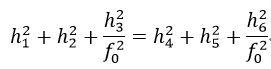 h₁² + h₂² + h₃²/f₀² = h₄² + h₅² + h₆²/f₀².